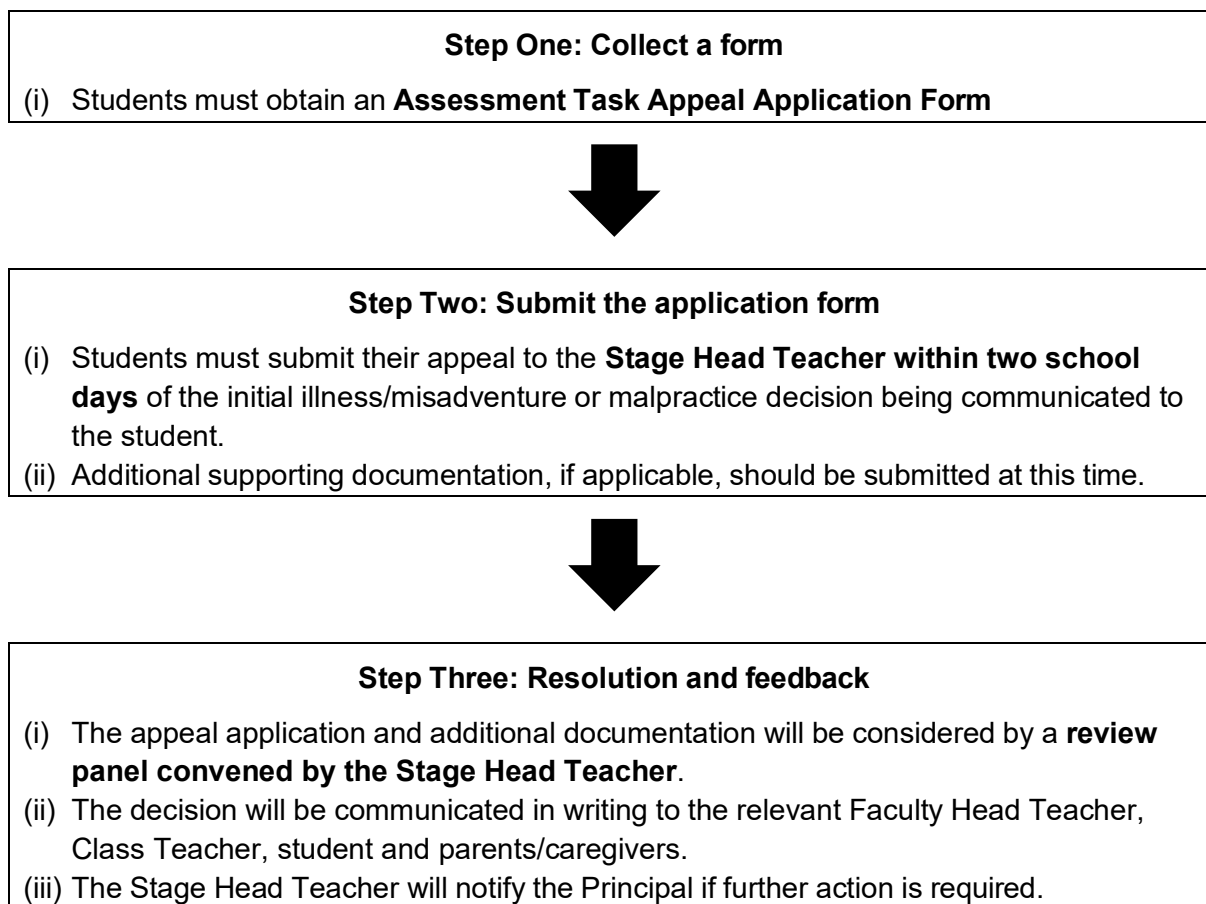 Step One: Collect a form
(i) Students must obtain an Assessment Task Appeal Application Form
Step Two: Submit the application form
(i) Students must submit their appeal to the Stage Head Teacher within two school
days of the initial illness/misadventure or malpractice decision being communicated to
the student.
(ii) Additional supporting documentation, if applicable, should be submitted at this time.
Step Three: Resolution and feedback
(i) The appeal application and additional documentation will be considered by a review
panel convened by the Stage Head Teacher.
(ii) The decision will be communicated in writing to the relevant Faculty Head Teacher,
Class Teacher, student and parents/caregivers.
(iii) The Stage Head Teacher will notify the Principal if further action is required.